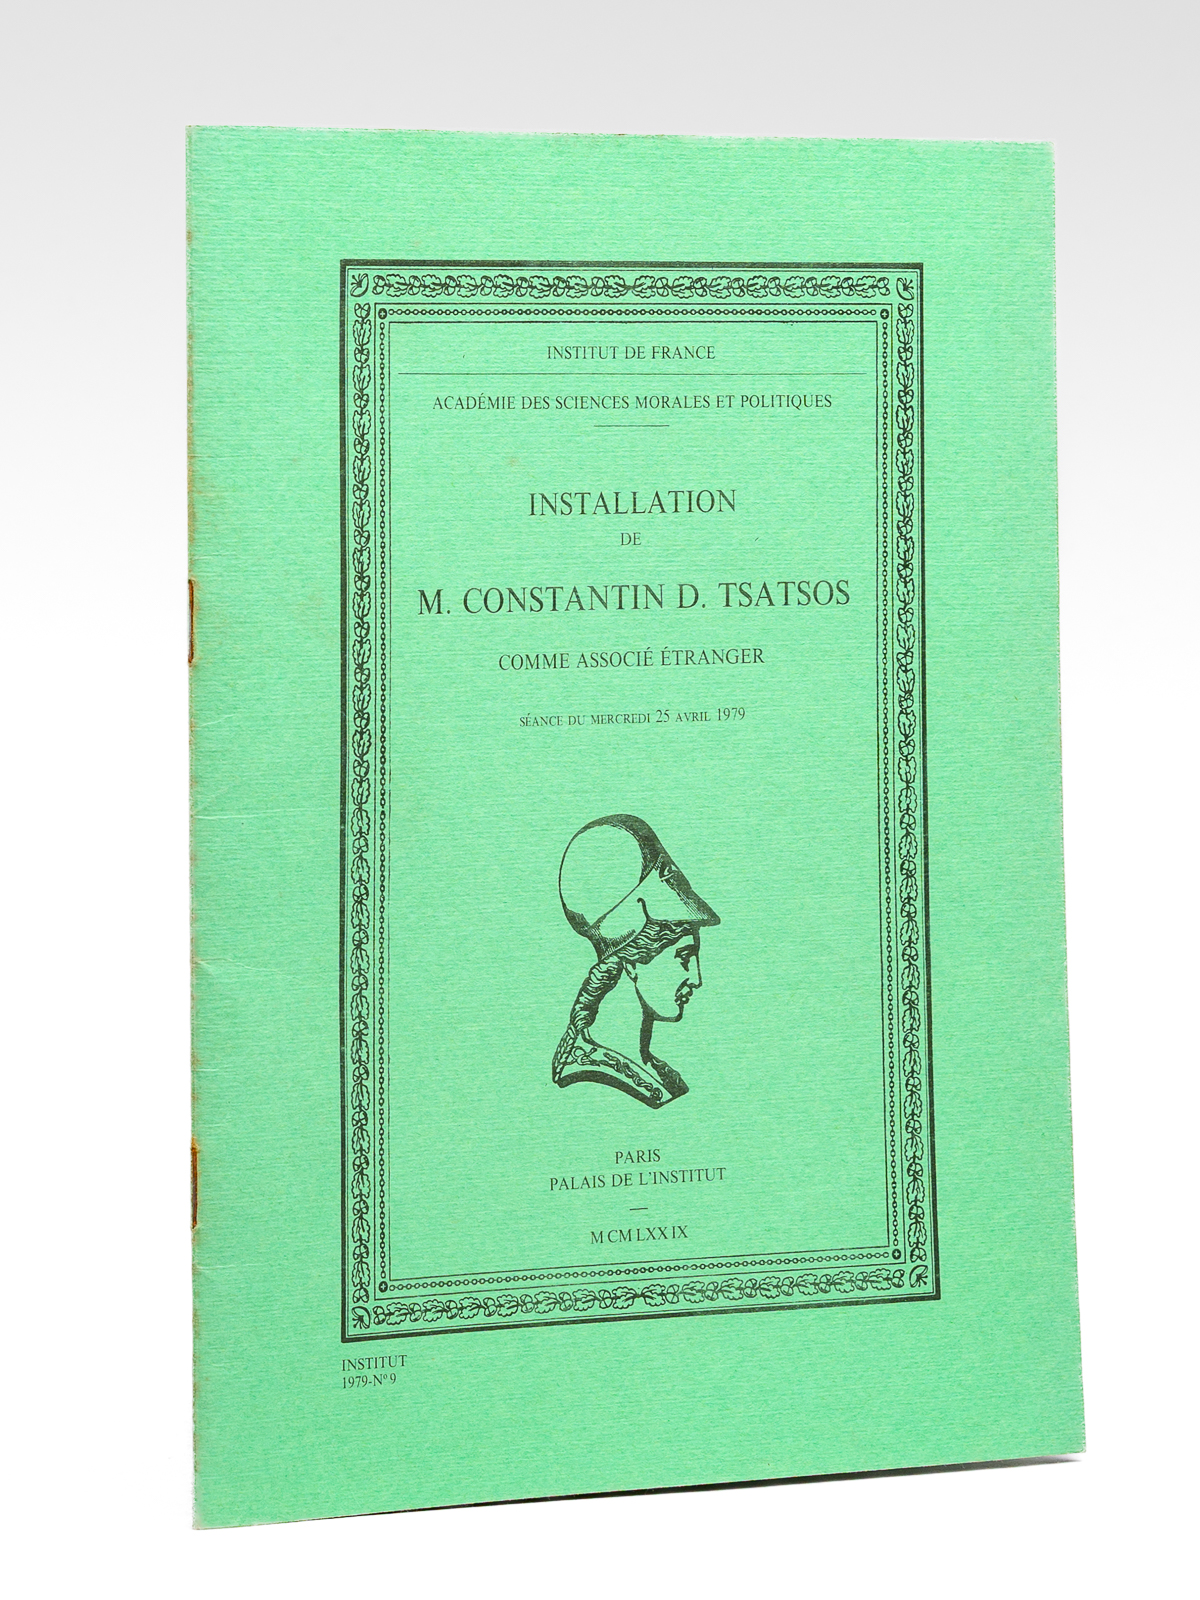 INSTITUT DE FRANCE
ACADÉMIE DES SCIENCES MORALES ET POLITIQUES
INSTALLATION
DE
M. CONSTANTIN D. TSATSOS
COMME ASSOCIÉ ÉTRANGER
SÉANCE DU MERCREDI 25 AVRIL 1979
PARIS
PALAIS DE L'INSTITUT
MCMLXXIX
INSTITUT
1979-Nº 9